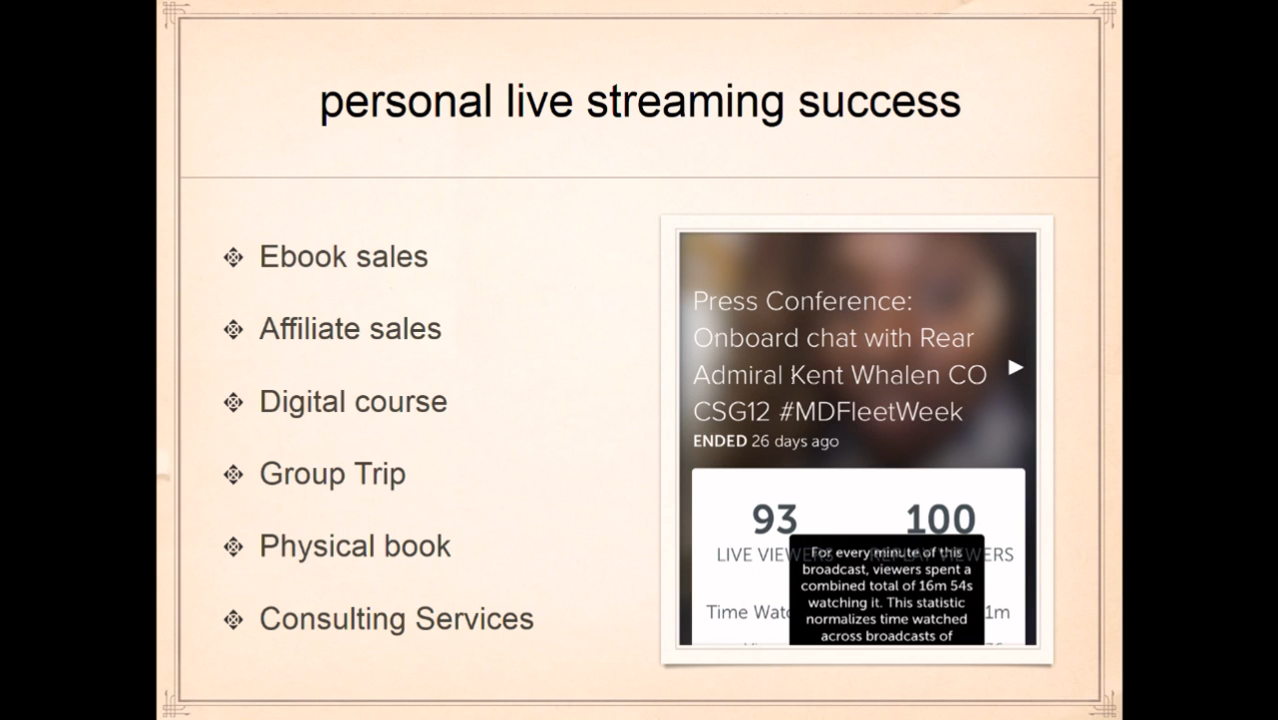 personal live streaming success
Ebook sales
Affiliate sales
Digital course
Group Trip
Physical book
Consulting Services
Press Conference:
Onboard chat with Rear
Admiral Kent Whalen CO
CSG12 #MDFleetWeek
ENDED 26 days ago
93 100
LIVE VIEWERS REPLAY VIEWERS
For every minute of this
broadcast, viewers spent a
combined total of 16m 54s
watching it. This statistic
normalizes time watched
across broadcasts of
Time 1m